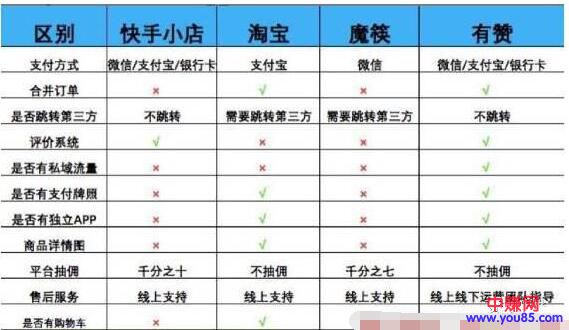 区别 快手小店 淘宝 魔筷 有赞
支付方式 微信/支付宝/银行卡 支付宝 微信 微信/支付宝/银行卡
合并订单 × √ × √
是否跳转第三方 不跳转 需要跳转第三方 需要跳转第三方 不跳转
评价系统 √ × × √
是否有私域流量 × × × √
是否有支付牌照 × √ × √
是否有独立APP × √ × √
商品详情图 × √ × √
平台抽佣 千分之十 不抽佣 千分之七 不抽佣
售后服务 线上支持 线上支持 线上支持 线上线下运营团队指导
是否有购物车 × √
中赚网
www.you85.com